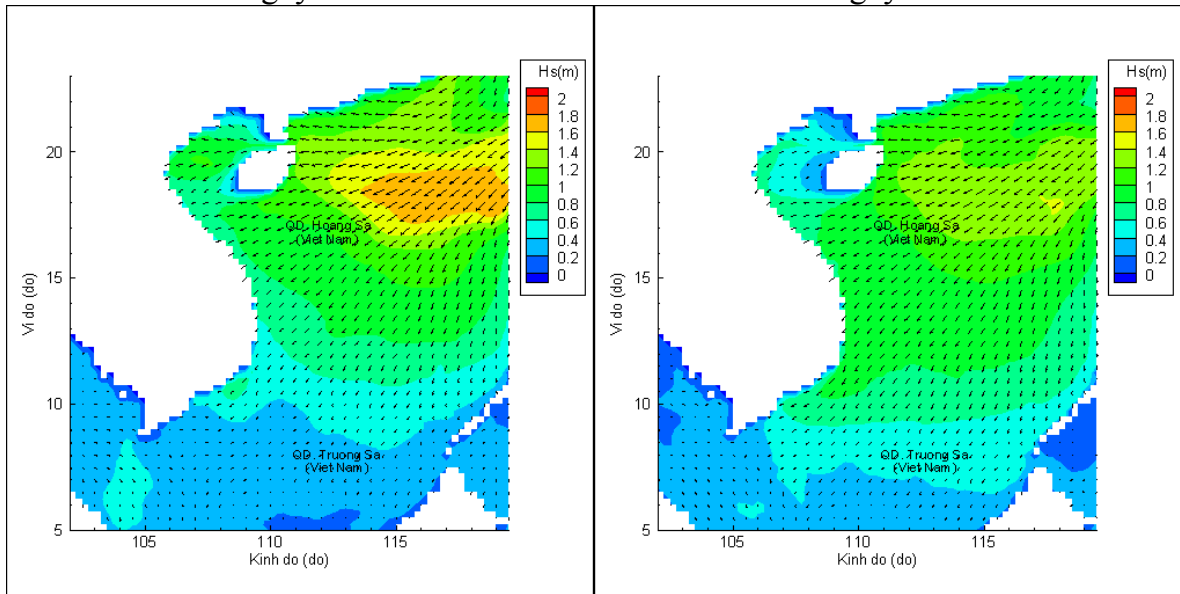 Hs(m)
2
1.8
1.6
1.4
1.2
1
0.8
0.6
0.4
0.2
0
20
15
10
5
Vi do (do)
QD. Hoang Sa
(Viet Nam)
QD. Truong Sa
(Viet Nam)
105
110
115
Kinh do (do)
Hs(m)
2
1.8
1.6
1.4
1.2
1
0.8
0.6
0.4
0.2
0
20
15
10
5
Vi do (do)
QD. Hoang Sa
(Viet Nam)
QD. Truong Sa
(Viet Nam)
105
110
115
Kinh do (do)